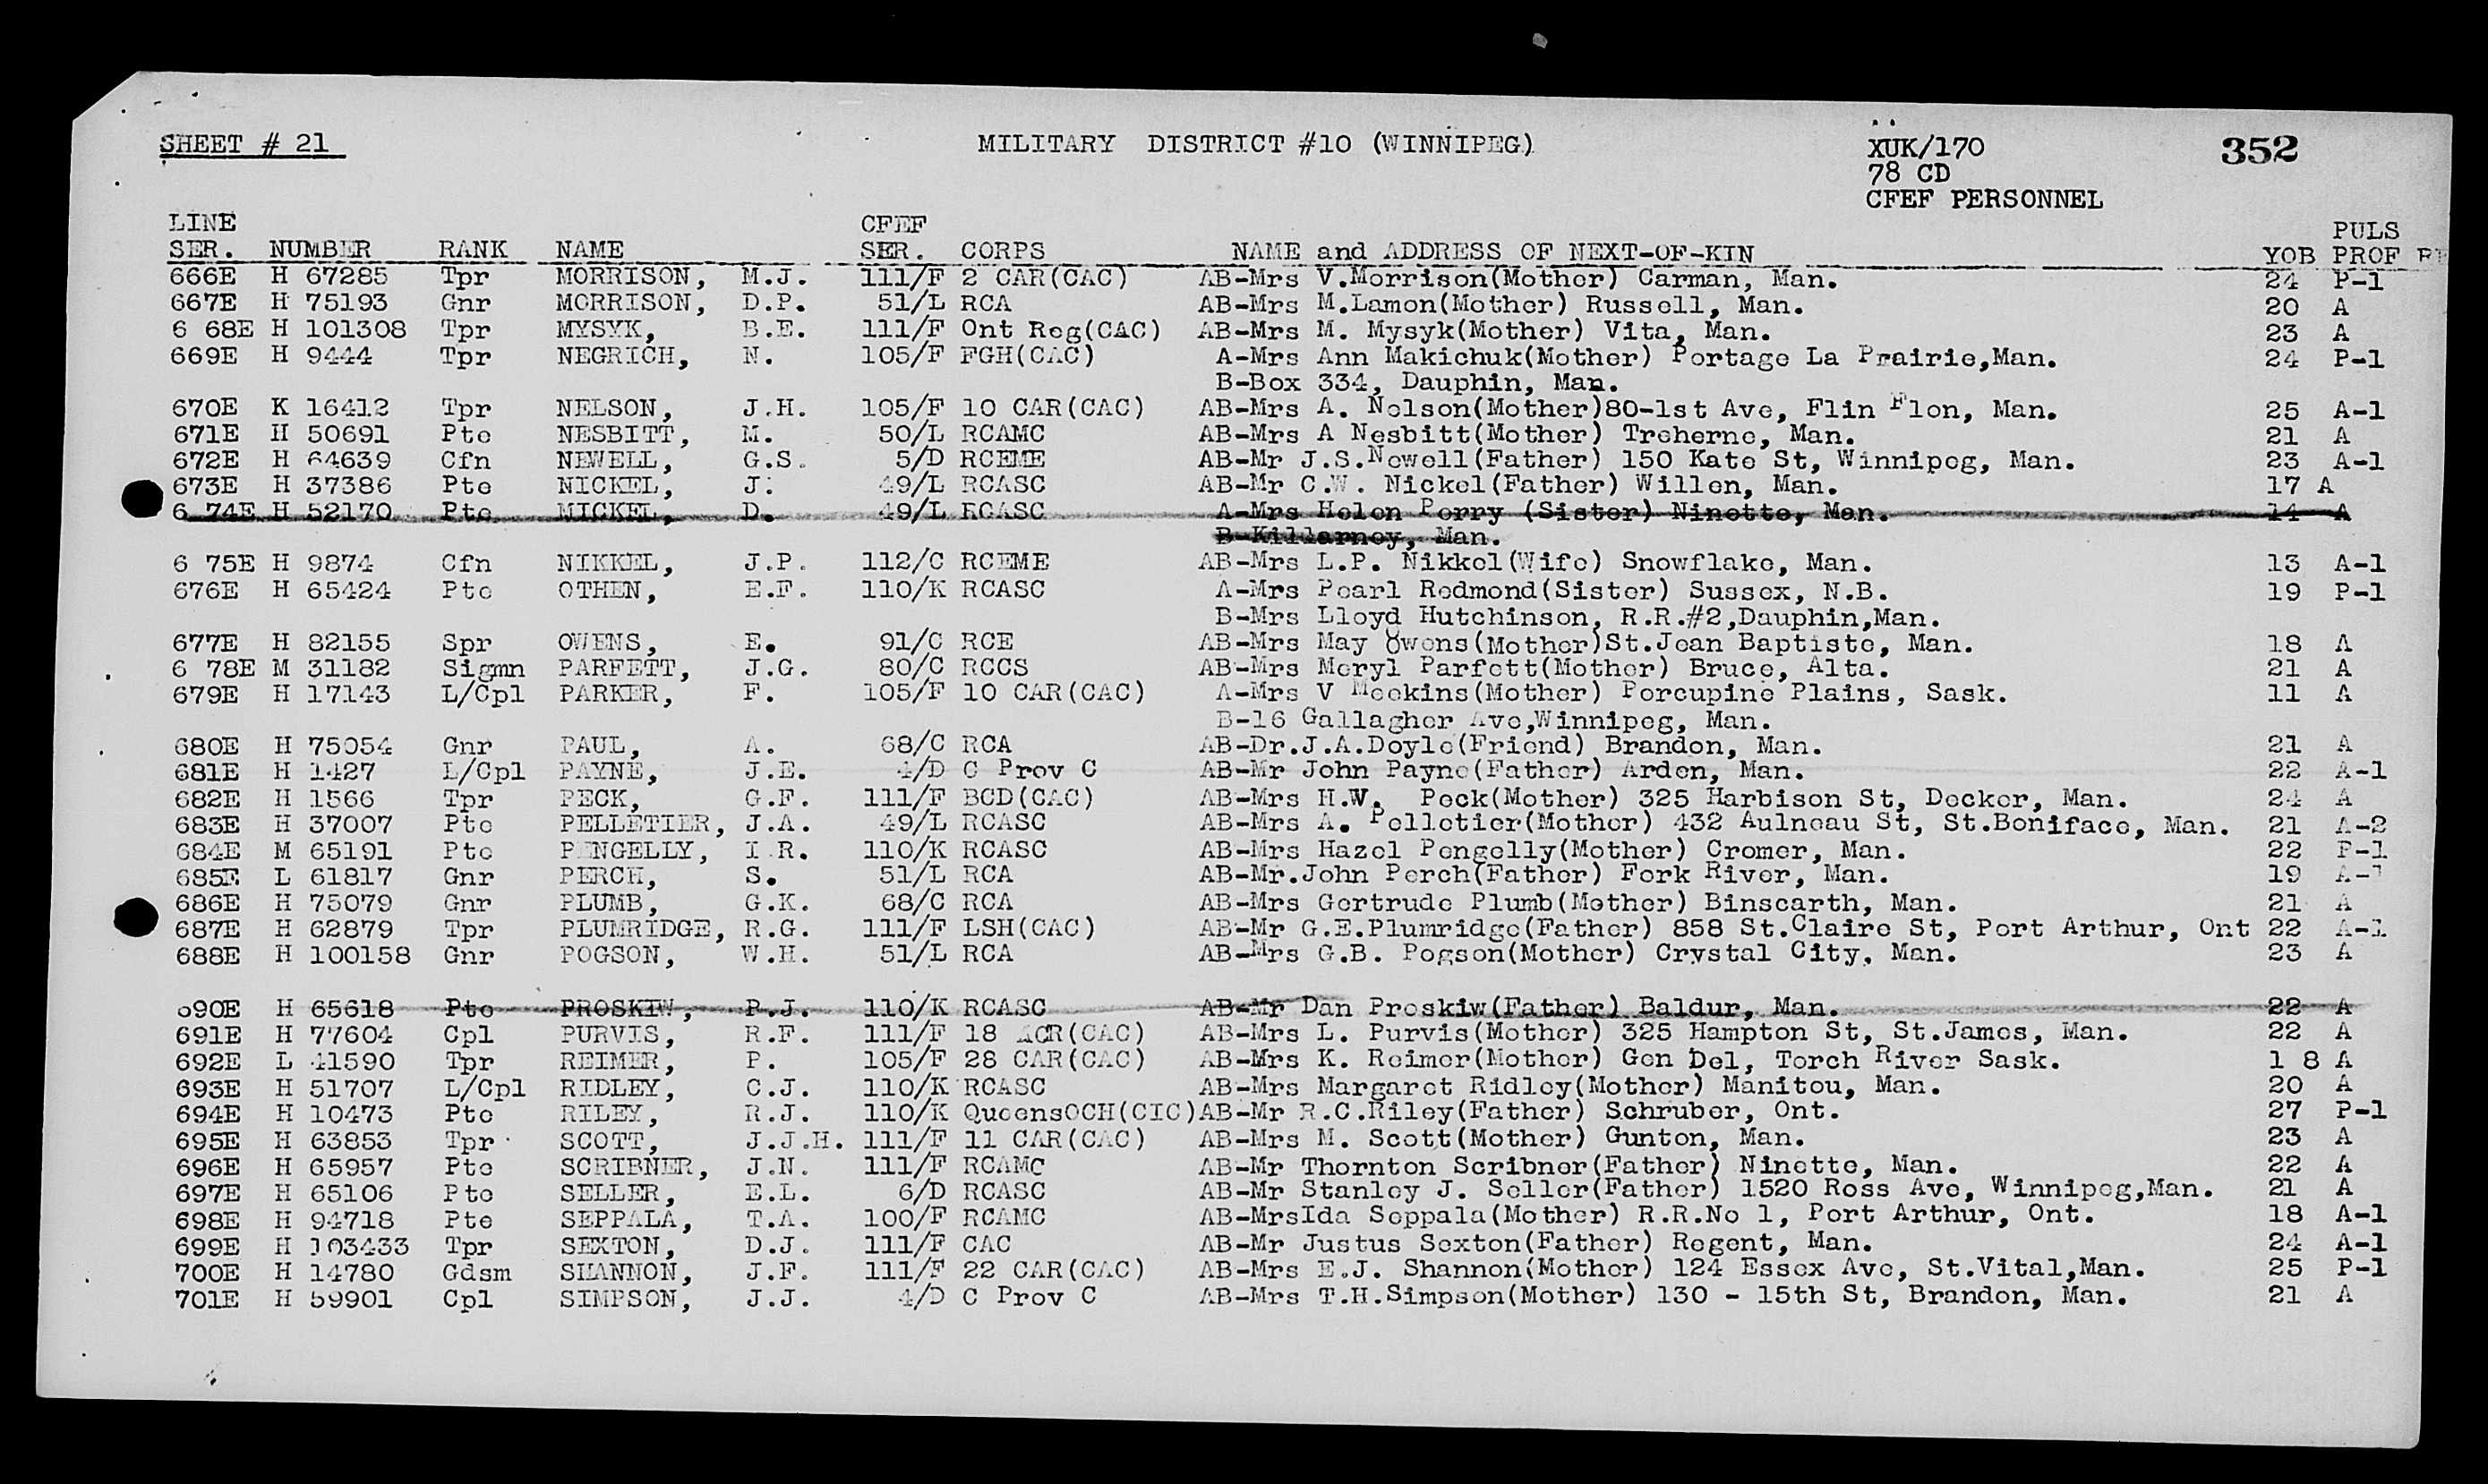 SHEET # 21 MILITARY DISTRICT #10 (WINNIPEG) XUK/170 352
78 CD
CFEF PERSONNEL
LINE CFEF PULS
SER. NUMBER RANK NAME SER. CORPS NAME and ADDRESS OF NEXT-OF-KIN YOB PROF
666E H 67285 Tpr MORRISON, M.J. 111/F 2 CAR(CAC) AB-Mrs V.Morrison(Mother) Carman, Man. 24 P-1
667E H 75193 Gnr MORRISON, D.P. 51/L RCA AB-Mrs M.Lamon(Mother) Russell, Man. 20 A
6 68E H 101308 Tpr MYSYK, B.E. 111/F Ont Reg(CAC) AB-Mrs M. Mysyk(Mother) Vita, Man. 23 A
669E H 9444 Tpr NEGRICH, N. 105/F FGH(CAC) A-Mrs Ann Makichuk(Mother) Portage La Prairie,Man. 24 P-1
B-Box 334, Dauphin, Man.
670E K 16412 Tpr NELSON, J.H. 105/F 10 CAR(CAC) AB-Mrs A. Nelson(Mother)80-1st Ave, Flin Flon, Man. 25 A-1
671E H 50691 Pte NESBITT, M. 50/L RCAMC AB-Mrs A Nesbitt(Mother) Treherne, Man. 21 A
672E H 64639 Cfn NEWELL, G.S. 5/D RCEME AB-Mr J.S.Newell(Father) 150 Kate St, Winnipeg, Man. 23 A-1
673E H 37386 Pte NICKEL, J. 49/L RCASC AB-Mr C.W. Nickel(Father) Willen, Man. 17 A
6 74E H 52170 Pte MICKEL, D. 49/L RCASC A-Mrs Helen Perry (Sister) Ninette, Man. 14 A
B-Killarney, Man.
6 75E H 9874 Cfn NIKKEL, J.P. 112/C RCEME AB-Mrs L.P. Nikkel(Wife) Snowflake, Man. 13 A-1
676E H 65424 Pte OTHEN, E.F. 110/K RCASC A-Mrs Pearl Redmond(Sister) Sussex, N.B. 19 P-1
B-Mrs Lloyd Hutchinson, R.R.#2,Dauphin,Man.
677E H 82155 Spr OWENS, E. 91/C RCE AB-Mrs May Owens(Mother)St.Jean Baptiste, Man. 18 A
6 78E M 31182 Sigmn PARFETT, J.G. 80/C RCCS AB-Mrs Meryl Parfett(Mother) Bruce, Alta. 21 A
679E H 17143 L/Cpl PARKER, F. 105/F 10 CAR(CAC) A-Mrs V Meekins(Mother) Porcupine Plains, Sask. 11 A
B-16 Gallagher Ave,Winnipeg, Man.
680E H 75054 Gnr PAUL, A. 68/C RCA AB-Dr.J.A.Doyle(Friend) Brandon, Man. 21 A
681E H 1427 L/Cpl PAYNE, J.E. 4/D C Prov C AB-Mr John Payne(Father) Arden, Man. 22 A-1
682E H 1566 Tpr PECK, G.F. 111/F BCD(CAC) AB-Mrs H.W. Peck(Mother) 325 Harbison St, Decker, Man. 24 A
683E H 37007 Pte PELLETIER, J.A. 49/L RCASC AB-Mrs A. Pelletier(Mother) 432 Aulneau St, St.Boniface, Man. 21 A-2
684E M 65191 Pte PENGELLY, I.R. 110/K RCASC AB-Mrs Hazel Pengelly(Mother) Cromer, Man. 22 P-1
685E L 61817 Gnr PERCH, S. 51/L RCA AB-Mr.John Perch(Father) Fork River, Man. 19 A-1
686E H 75079 Gnr PLUMB, G.K. 68/C RCA AB-Mrs Gertrude Plumb(Mother) Binscarth, Man. 21 A
687E H 62879 Tpr PLUMRIDGE, R.G. 111/F LSH(CAC) AB-Mr G.E.Plumridge(Father) 858 St.Claire St, Port Arthur, Ont 22 A-1
688E H 100158 Gnr POGSON, W.H. 51/L RCA AB-Mrs G.B. Pogson(Mother) Crystal City, Man. 23 A
690E H 65618 Pte PROSKIW, P.J. 110/K RCASC AB-Mr Dan Proskiw(Father) Baldur, Man. 22 A
691E H 77604 Cpl PURVIS, R.F. 111/F 18 ACR(CAC) AB-Mrs L. Purvis(Mother) 325 Hampton St, St.James, Man. 22 A
692E L 41590 Tpr REIMER, P. 105/F 28 CAR(CAC) AB-Mrs K. Reimer(Mother) Gen Del, Torch River Sask. 1 8 A
693E H 51707 L/Cpl RIDLEY, C.J. 110/K RCASC AB-Mrs Margaret Ridley(Mother) Manitou, Man. 20 A
694E H 10473 Pte RILEY, R.J. 110/K QueensOCH(CIC)AB-Mr R.C.Riley(Father) Schruber, Ont. 27 P-1
695E H 63853 Tpr SCOTT, J.J.H. 111/F 11 CAR(CAC) AB-Mrs M. Scott(Mother) Gunton, Man. 23 A
696E H 65957 Pte SCRIBNER, J.N. 111/F RCAMC AB-Mr Thornton Scribner(Father) Ninette, Man. 22 A
697E H 65106 Pte SELLER, E.L. 6/D RCASC AB-Mr Stanley J. Seller(Father) 1520 Ross Ave, Winnipeg,Man. 21 A
698E H 94718 Pte SEPPALA, T.A. 100/F RCAMC AB-MrsIda Seppala(Mother) R.R.No 1, Port Arthur, Ont. 18 A-1
699E H 103433 Tpr SEXTON, D.J. 111/F CAC AB-Mr Justus Sexton(Father) Regent, Man. 24 A-1
700E H 14780 Gdsm SHANNON, J.F. 111/F 22 CAR(CAC) AB-Mrs E.J. Shannon(Mother) 124 Essex Ave, St.Vital,Man. 25 P-1
701E H 59901 Cpl SIMPSON, J.J. 4/D C Prov C AB-Mrs T.H.Simpson(Mother) 130 - 15th St, Brandon, Man. 21 A